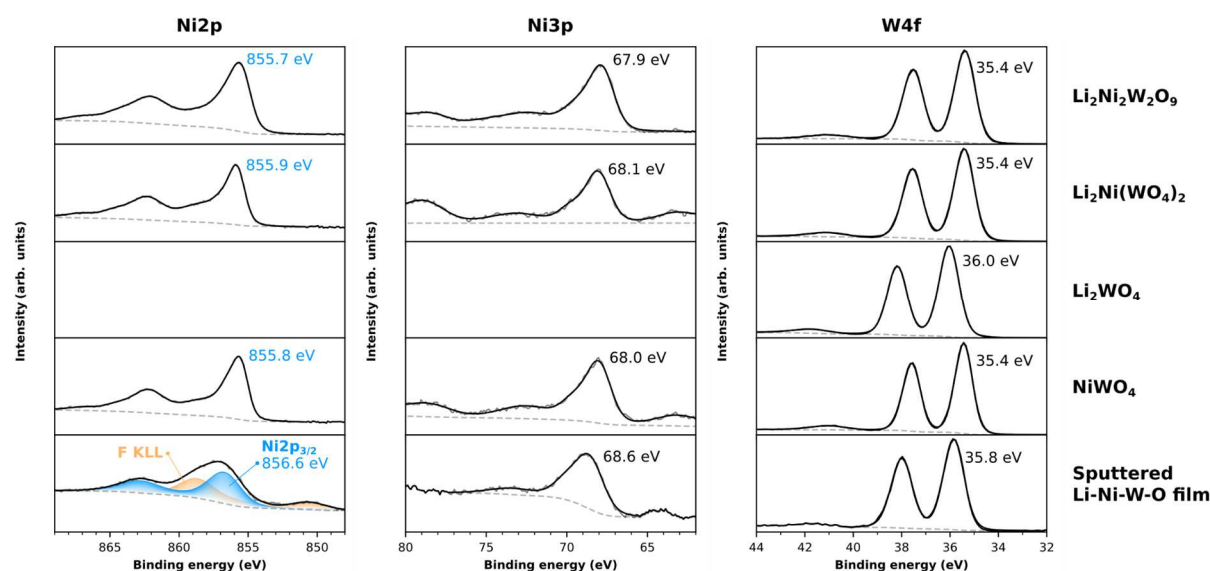 Ni2p
Ni3p
W4f
Intensity (arb. units)
Intensity (arb. units)
Intensity (arb. units)
855.7 eV
67.9 eV
35.4 eV
Li₂Ni₂W₂O₉
855.9 eV
68.1 eV
35.4 eV
Li₂Ni(WO₄)₂
36.0 eV
Li₂WO₄
855.8 eV
68.0 eV
35.4 eV
NiWO₄
F KLL
Ni2p₃/₂
856.6 eV
68.6 eV
35.8 eV
Sputtered
Li-Ni-W-O film
865 860 855 850
80 75 70 65
44 42 40 38 36 34 32
Binding energy (eV)
Binding energy (eV)
Binding energy (eV)